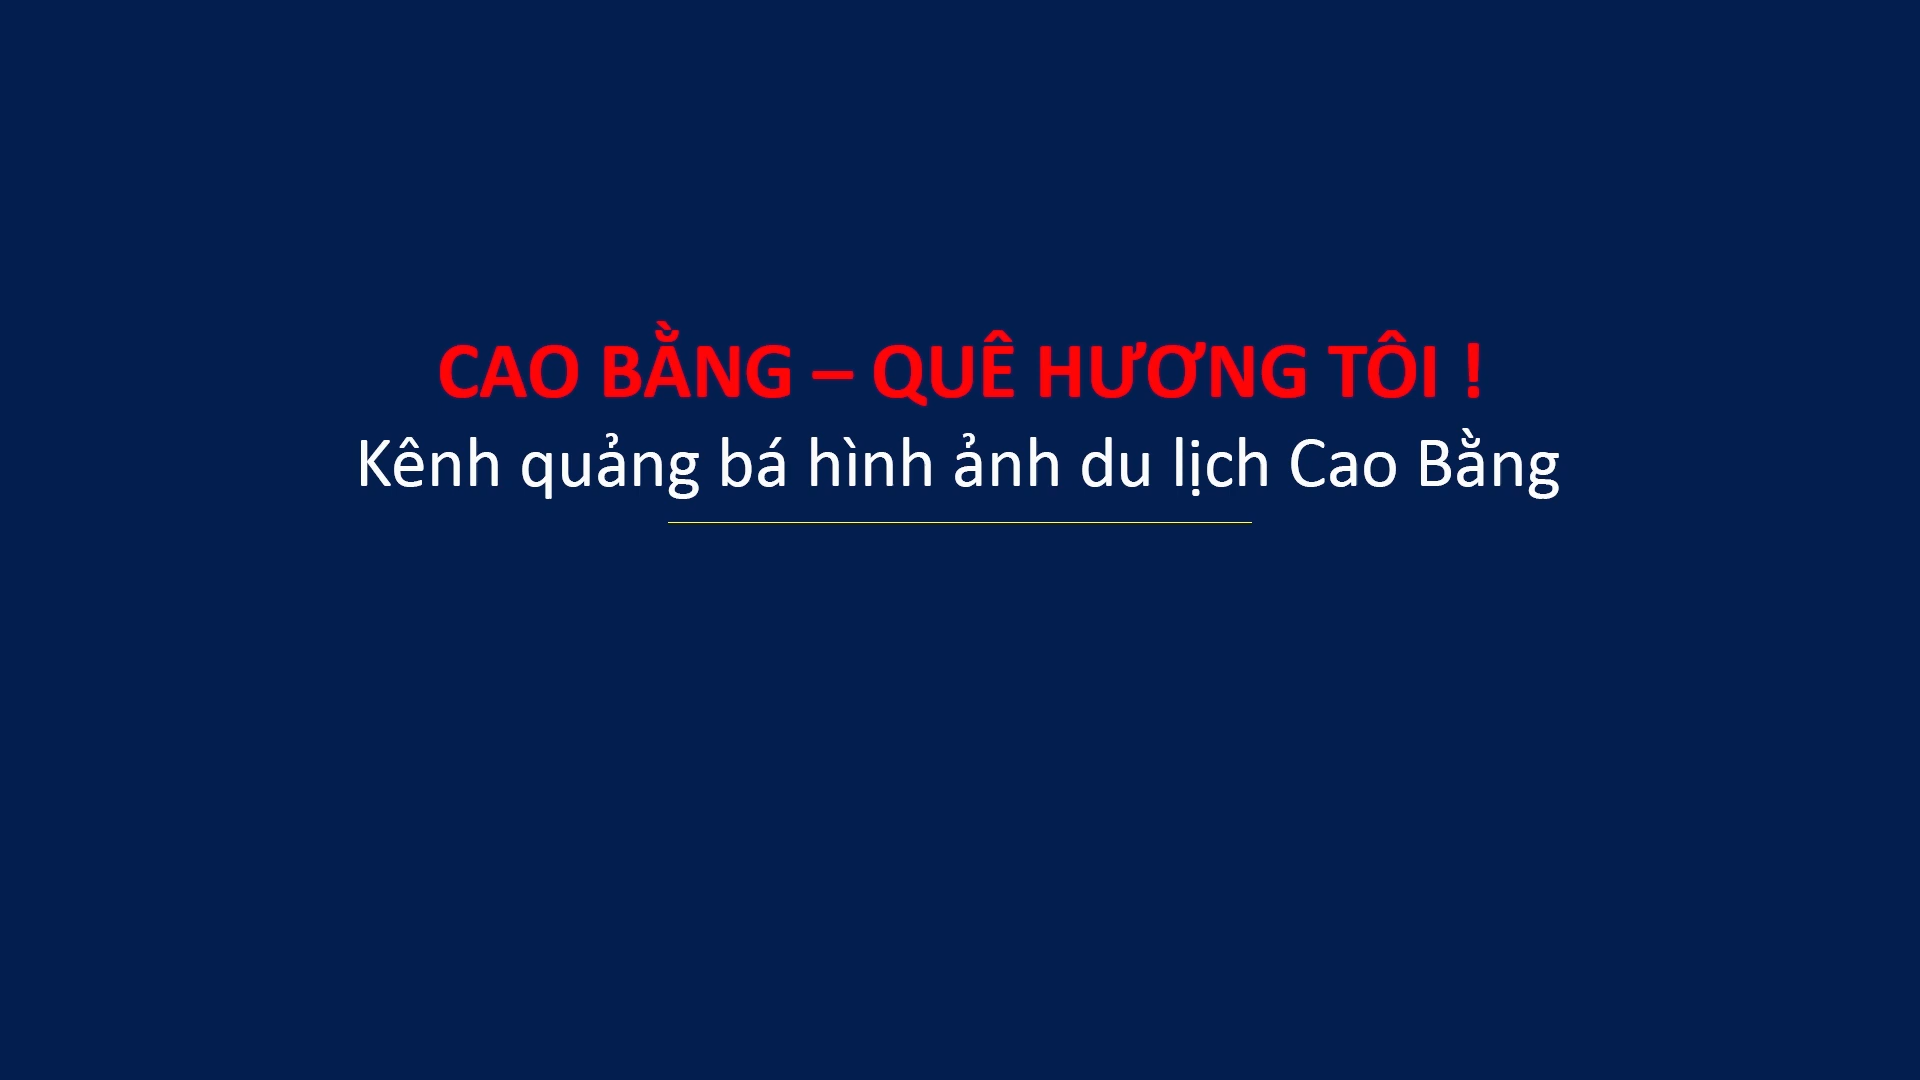 CAO BẰNG – QUÊ HƯƠNG TÔI !
Kênh quảng bá hình ảnh du lịch Cao Bằng